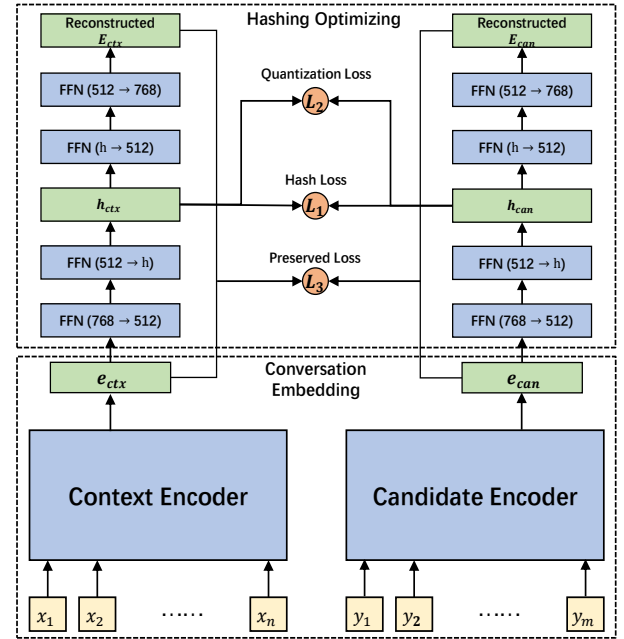 Hashing Optimizing
Reconstructed
E_ctx
Reconstructed
E_can
Quantization Loss
FFN (512 → 768)
L_2
FFN (512 → 768)
FFN (h → 512)
FFN (h → 512)
Hash Loss
h_ctx
L_1
h_can
FFN (512 → h)
Preserved Loss
FFN (512 → h)
L_3
FFN (768 → 512)
FFN (768 → 512)
Conversation
Embedding
e_ctx
e_can
Context Encoder
Candidate Encoder
x_1 x_2 ...... x_n
y_1 y_2 ...... y_m